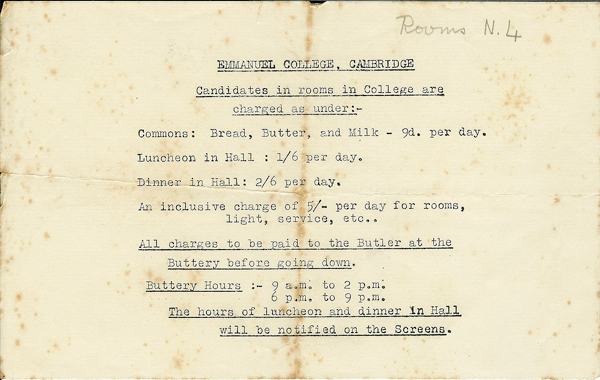 Rooms N.4
EMMANUEL COLLEGE, CAMBRIDGE
Candidates in rooms in College are
charged as under:-
Commons: Bread, Butter, and Milk - 9d. per day.
Luncheon in Hall : 1/6 per day.
Dinner in Hall: 2/6 per day.
An inclusive charge of 5/- per day for rooms,
light, service, etc..
All charges to be paid to the Butler at the
Buttery before going down.
Buttery Hours :- 9 a.m. to 2 p.m.
6 p.m. to 9 p.m.
The hours of luncheon and dinner in Hall
will be notified on the Screens.